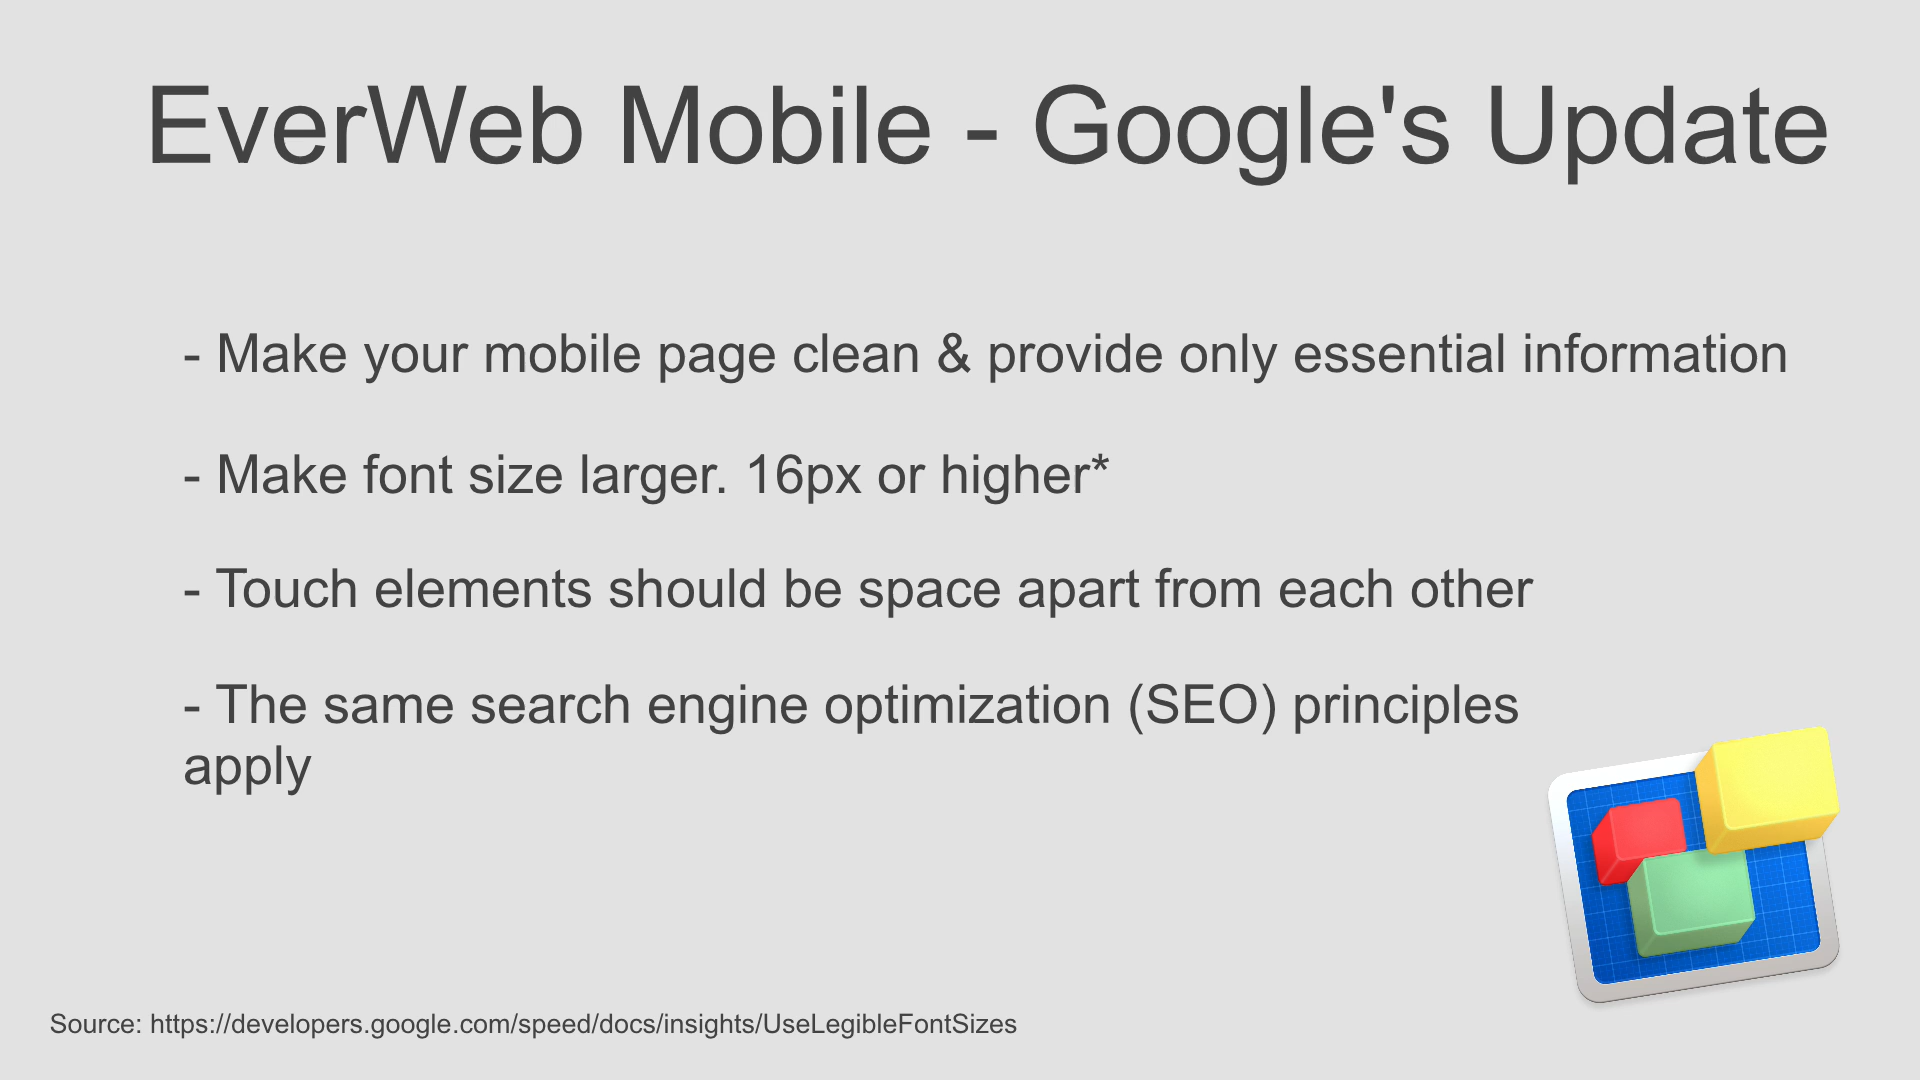 EverWeb Mobile - Google's Update
- Make your mobile page clean & provide only essential information
- Make font size larger. 16px or higher*
- Touch elements should be space apart from each other
- The same search engine optimization (SEO) principles
apply
Source: https://developers.google.com/speed/docs/insights/UseLegibleFontSizes